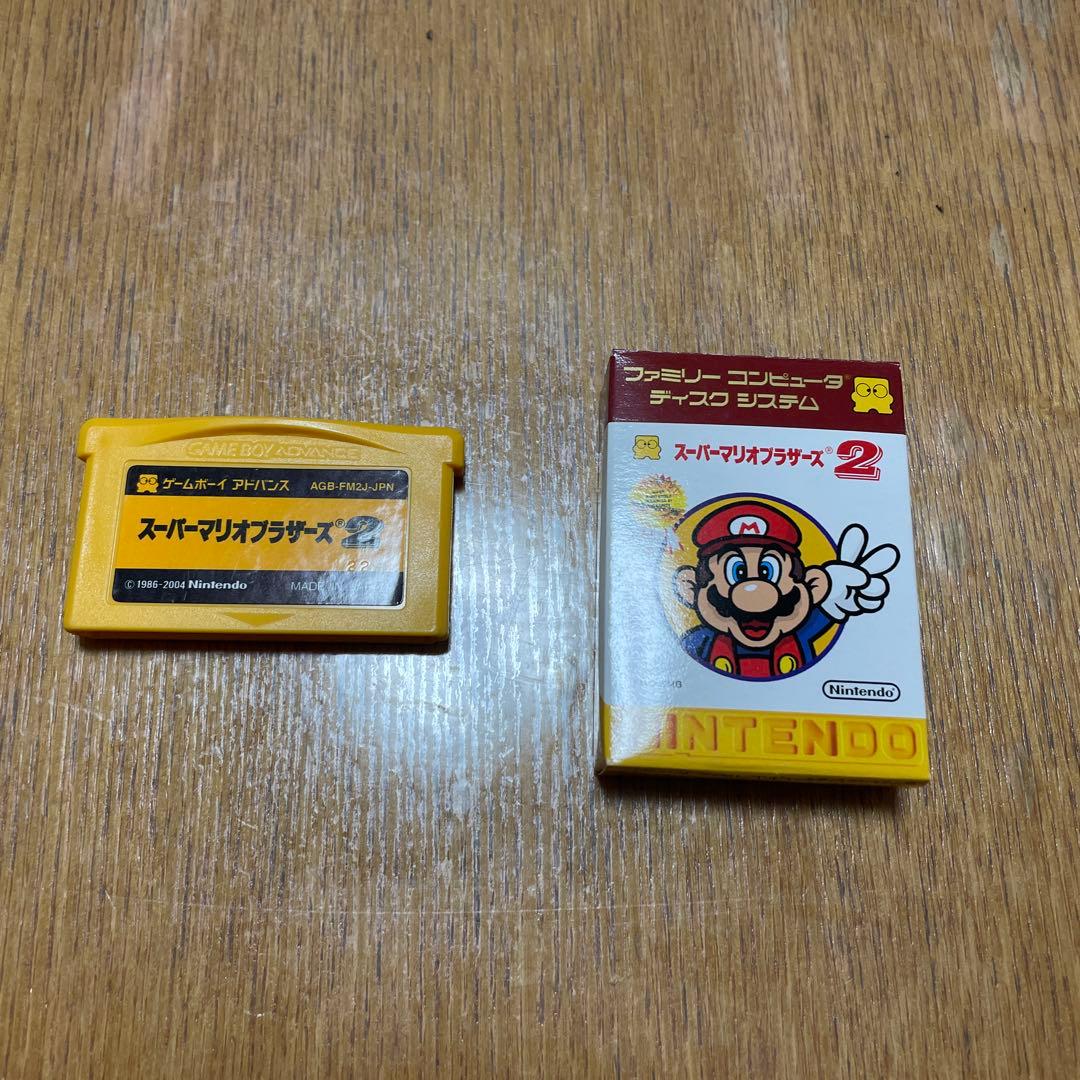 GAME BOY ADVANCE
ゲームボーイ アドバンス AGB-FM2J-JPN
スーパーマリオブラザーズ® 2
22
© 1986-2004 Nintendo MADE IN
ファミリー コンピュータ®
ディスク システム
スーパーマリオブラザーズ® 2
M
Nintendo
NINTENDO